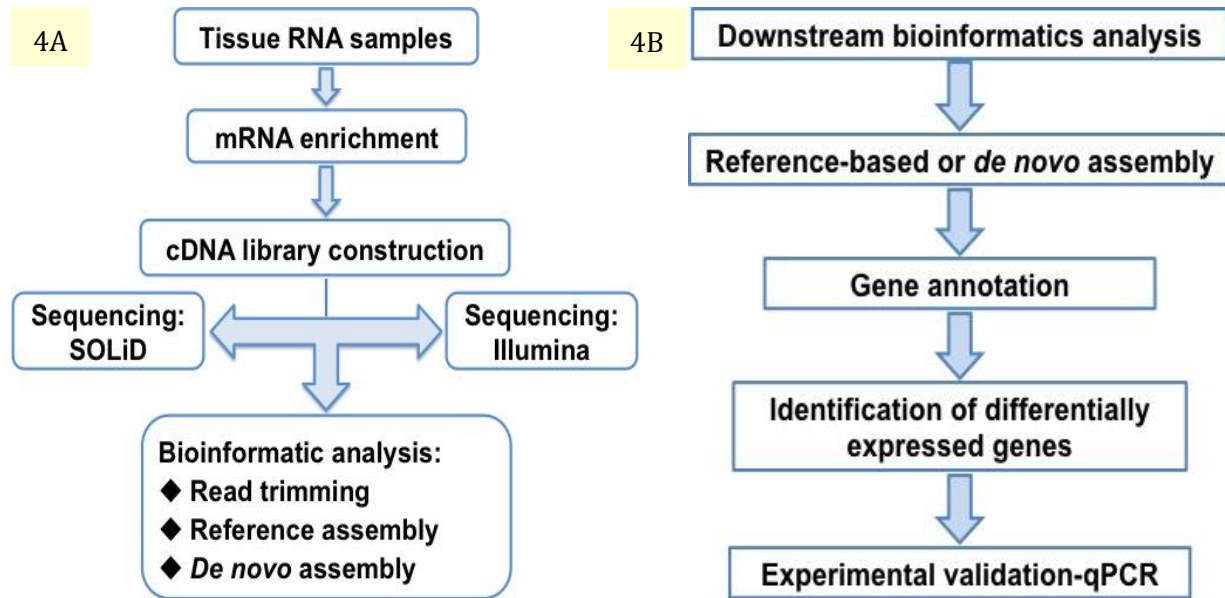 4A
Tissue RNA samples
mRNA enrichment
cDNA library construction
Sequencing:
SOLiD
Sequencing:
Illumina
Bioinformatic analysis:
◆ Read trimming
◆ Reference assembly
◆ De novo assembly
4B
Downstream bioinformatics analysis
Reference-based or de novo assembly
Gene annotation
Identification of differentially
expressed genes
Experimental validation-qPCR